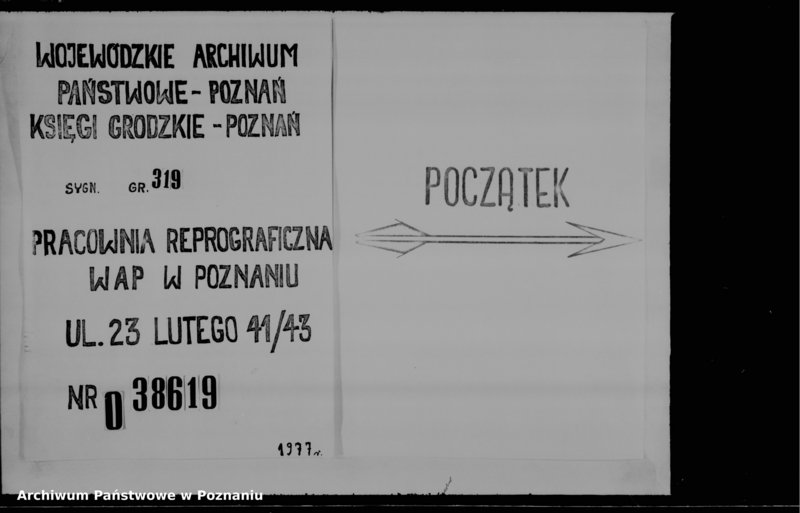 WOJEWÓDZKIE ARCHIWUM
PAŃSTWOWE - POZNAŃ
KSIĘGI GRODZKIE - POZNAŃ
SYGN. GR. 319
PRACOWNIA REPROGRAFICZNA
WAP W POZNANIU
UL. 23 LUTEGO 41/43
NR O 38619
1977 r.
POCZĄTEK
Archiwum Państwowe w Poznaniu